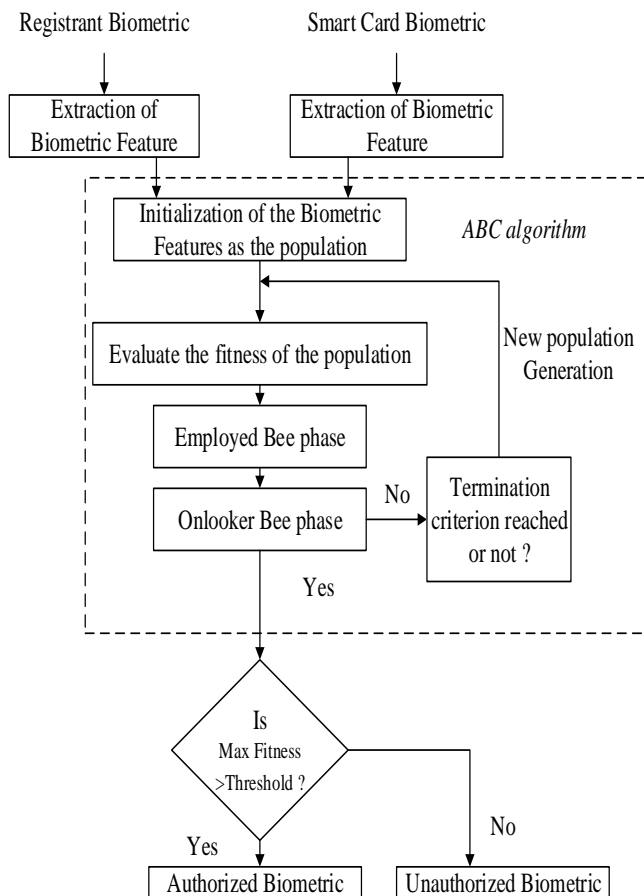 Registrant Biometric
Smart Card Biometric
Extraction of
Biometric Feature
Extraction of Biometric
Feature
Initialization of the Biometric
Features as the population
ABC algorithm
Evaluate the fitness of the population
New population
Generation
Employed Bee phase
Onlooker Bee phase
No
Termination
criterion reached
or not ?
Yes
Is
Max Fitness
>Threshold ?
Yes
No
Authorized Biometric
Unauthorized Biometric